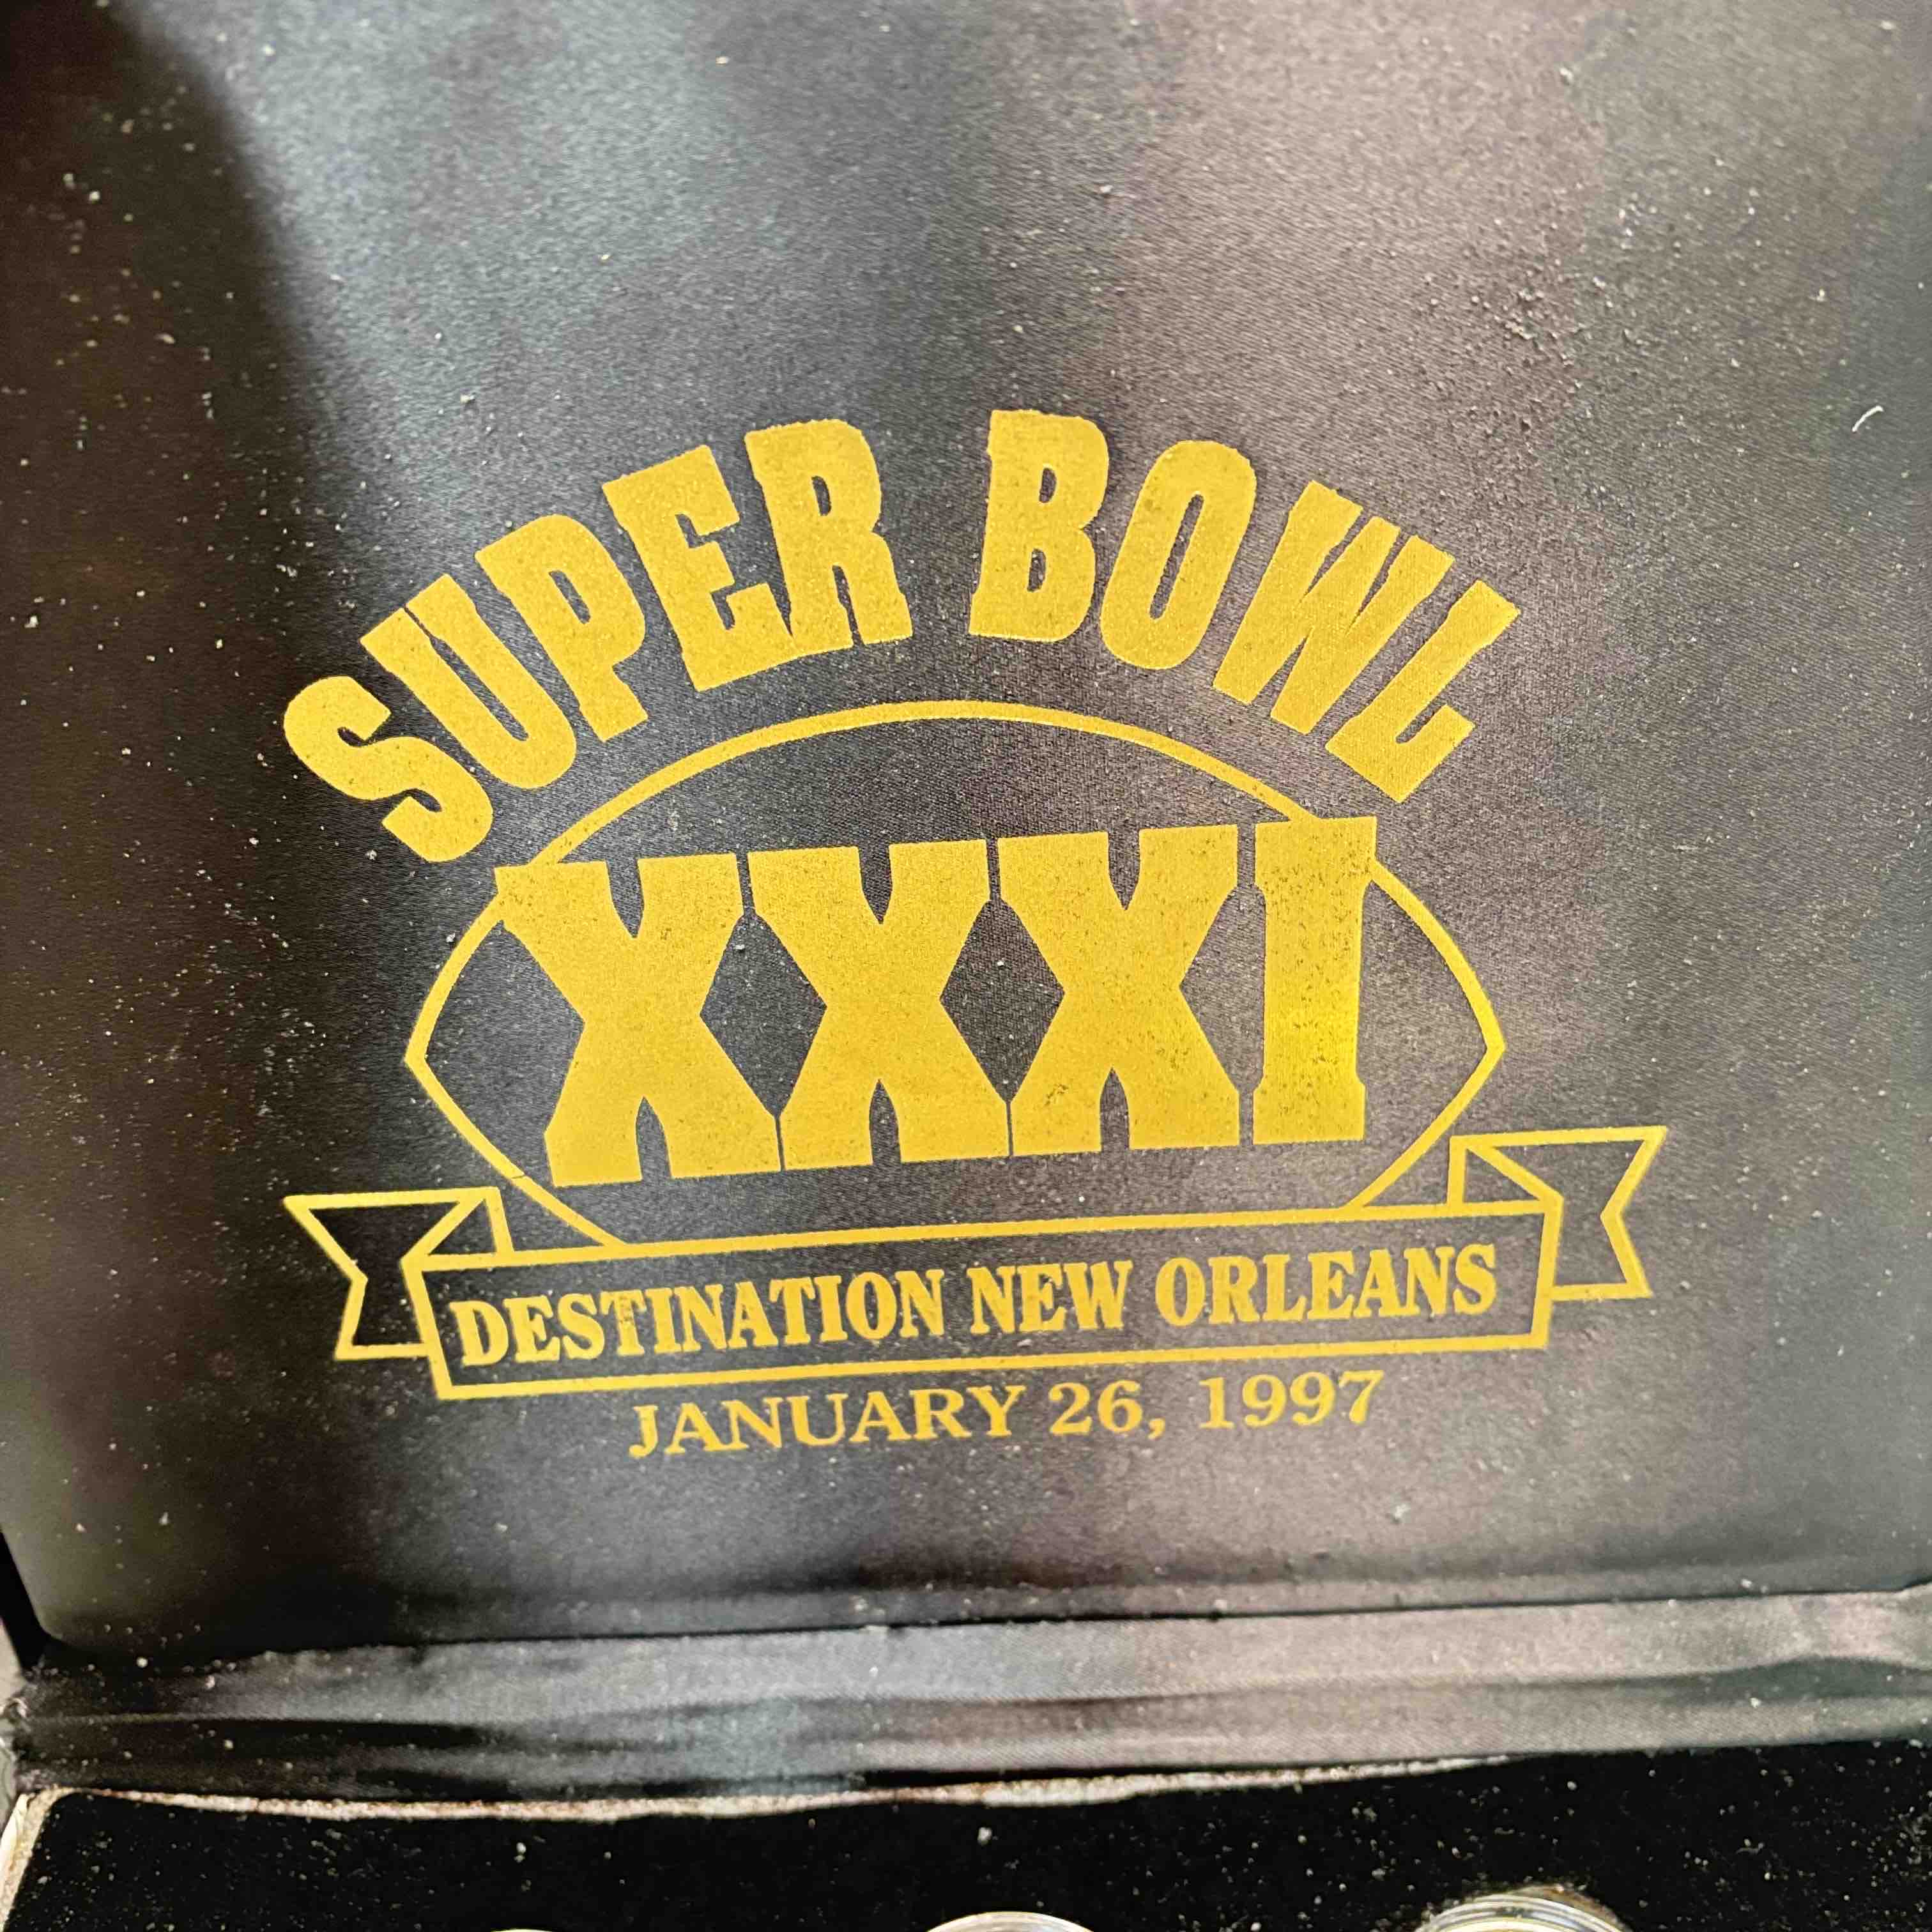 SUPER BOWL
XXXI
DESTINATION NEW ORLEANS
JANUARY 26, 1997